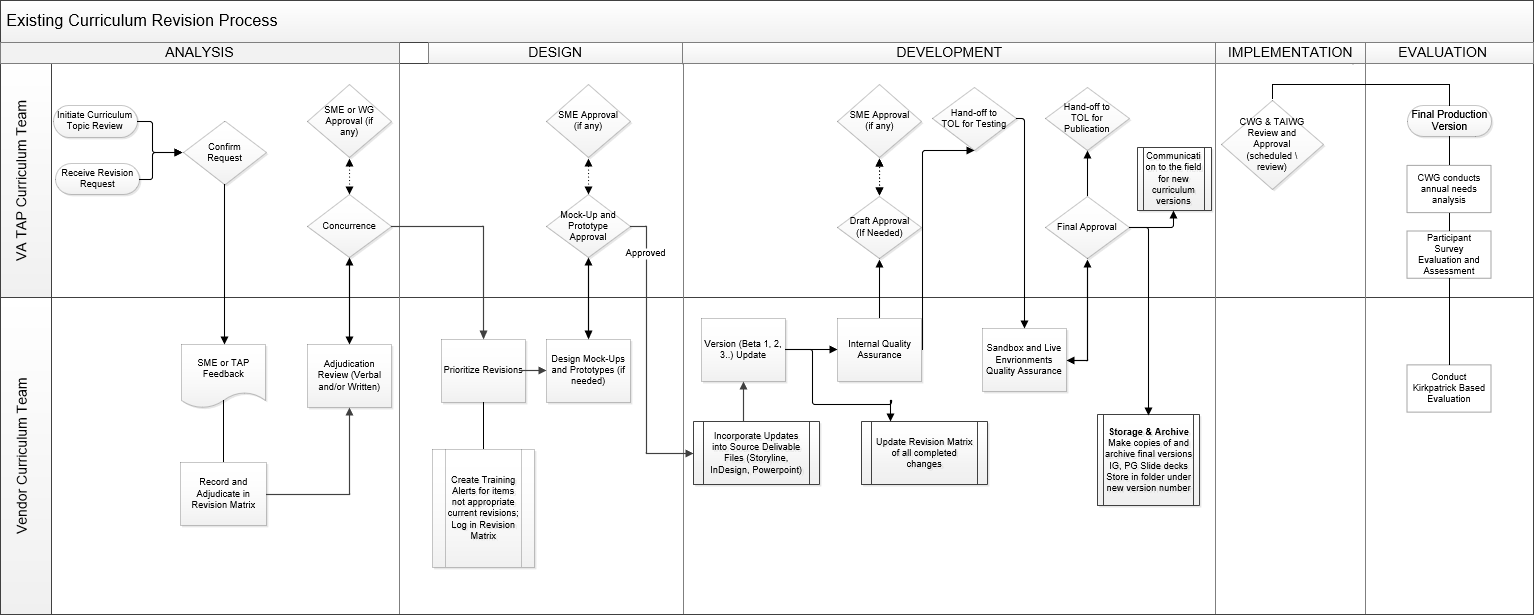 Existing Curriculum Revision Process
ANALYSIS
DESIGN
DEVELOPMENT
IMPLEMENTATION
EVALUATION
VA TAP Curriculum Team
Initiate Curriculum
Topic Review
Receive Revision
Request
Confirm
Request
SME or WG
Approval (if
any)
Concurrence
SME Approval
(if any)
Mock-Up and
Prototype
Approval
Approved
SME Approval
(if any)
Draft Approval
(If Needed)
Hand-off to
TOL for Testing
Hand-off to
TOL for
Publication
Final Approval
Communicati
on to the field
for new
curriculum
versions
CWG & TAIWG
Review and
Approval
(scheduled \
review)
Final Production
Version
CWG conducts
annual needs
analysis
Participant
Survey
Evaluation and
Assessment
Vendor Curriculum Team
SME or TAP
Feedback
Record and
Adjudicate in
Revision Matrix
Adjudication
Review (Verbal
and/or Written)
Prioritize Revisions
Create Training
Alerts for items
not appropriate
current revisions;
Log in Revision
Matrix
Design Mock-Ups
and Prototypes (if
needed)
Version (Beta 1, 2,
3..) Update
Incorporate Updates
into Source Delivable
Files (Storyline,
InDesign, Powerpoint)
Internal Quality
Assurance
Update Revision Matrix
of all completed
changes
Sandbox and Live
Envrionments
Quality Assurance
Storage & Archive
Make copies of and
archive final versions
IG, PG Slide decks
Store in folder under
new version number
Conduct
Kirkpatrick Based
Evaluation